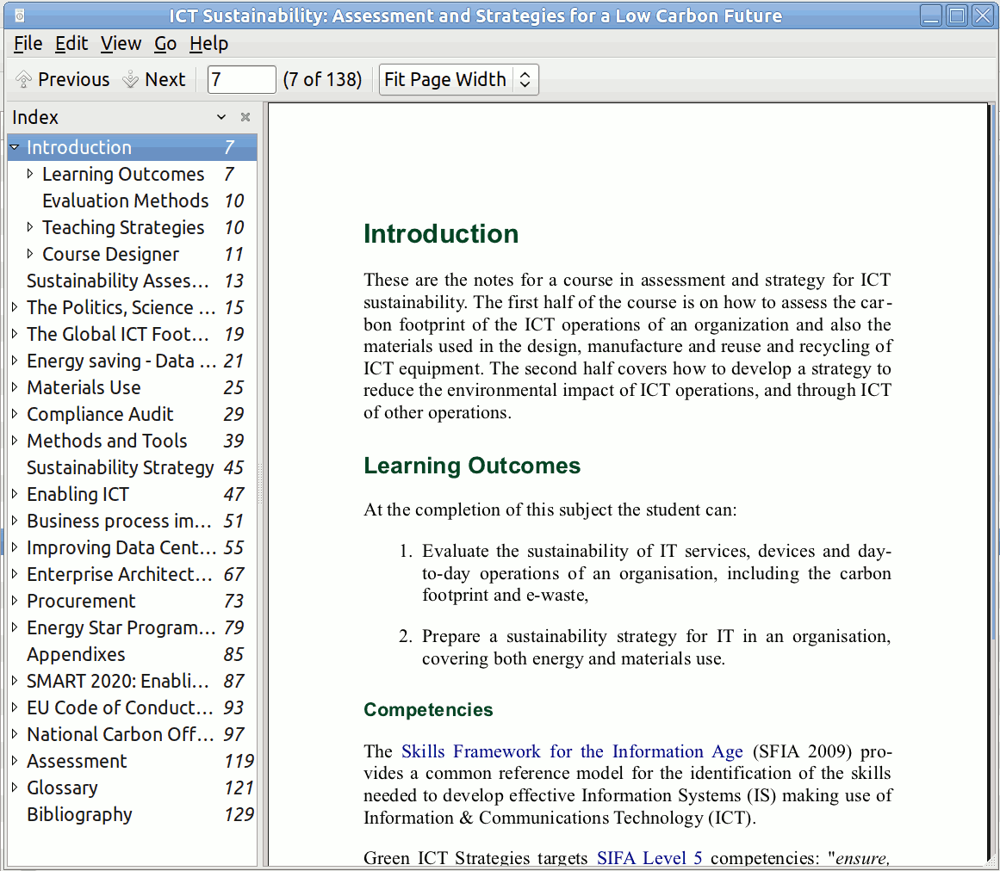 ICT Sustainability: Assessment and Strategies for a Low Carbon Future
File Edit View Go Help
Previous Next 7 (7 of 138) Fit Page Width
Index
Introduction 7
Learning Outcomes 7
Evaluation Methods 10
Teaching Strategies 10
Course Designer 11
Sustainability Asses... 13
The Politics, Science ... 15
The Global ICT Foot... 19
Energy saving - Data ... 21
Materials Use 25
Compliance Audit 29
Methods and Tools 39
Sustainability Strategy 45
Enabling ICT 47
Business process im... 51
Improving Data Cent... 55
Enterprise Architect... 67
Procurement 73
Energy Star Program... 79
Appendixes 85
SMART 2020: Enabli... 87
EU Code of Conduct... 93
National Carbon Off... 97
Assessment 119
Glossary 121
Bibliography 129
Introduction
These are the notes for a course in assessment and strategy for ICT
sustainability. The first half of the course is on how to assess the car-
bon footprint of the ICT operations of an organization and also the
materials used in the design, manufacture and reuse and recycling of
ICT equipment. The second half covers how to develop a strategy to
reduce the environmental impact of ICT operations, and through ICT
of other operations.
Learning Outcomes
At the completion of this subject the student can:
1. Evaluate the sustainability of IT services, devices and day-
to-day operations of an organisation, including the carbon
footprint and e-waste,
2. Prepare a sustainability strategy for IT in an organisation,
covering both energy and materials use.
Competencies
The Skills Framework for the Information Age (SFIA 2009) pro-
vides a common reference model for the identification of the skills
needed to develop effective Information Systems (IS) making use of
Information & Communications Technology (ICT).
Green ICT Strategies targets SIFA Level 5 competencies: "ensure,